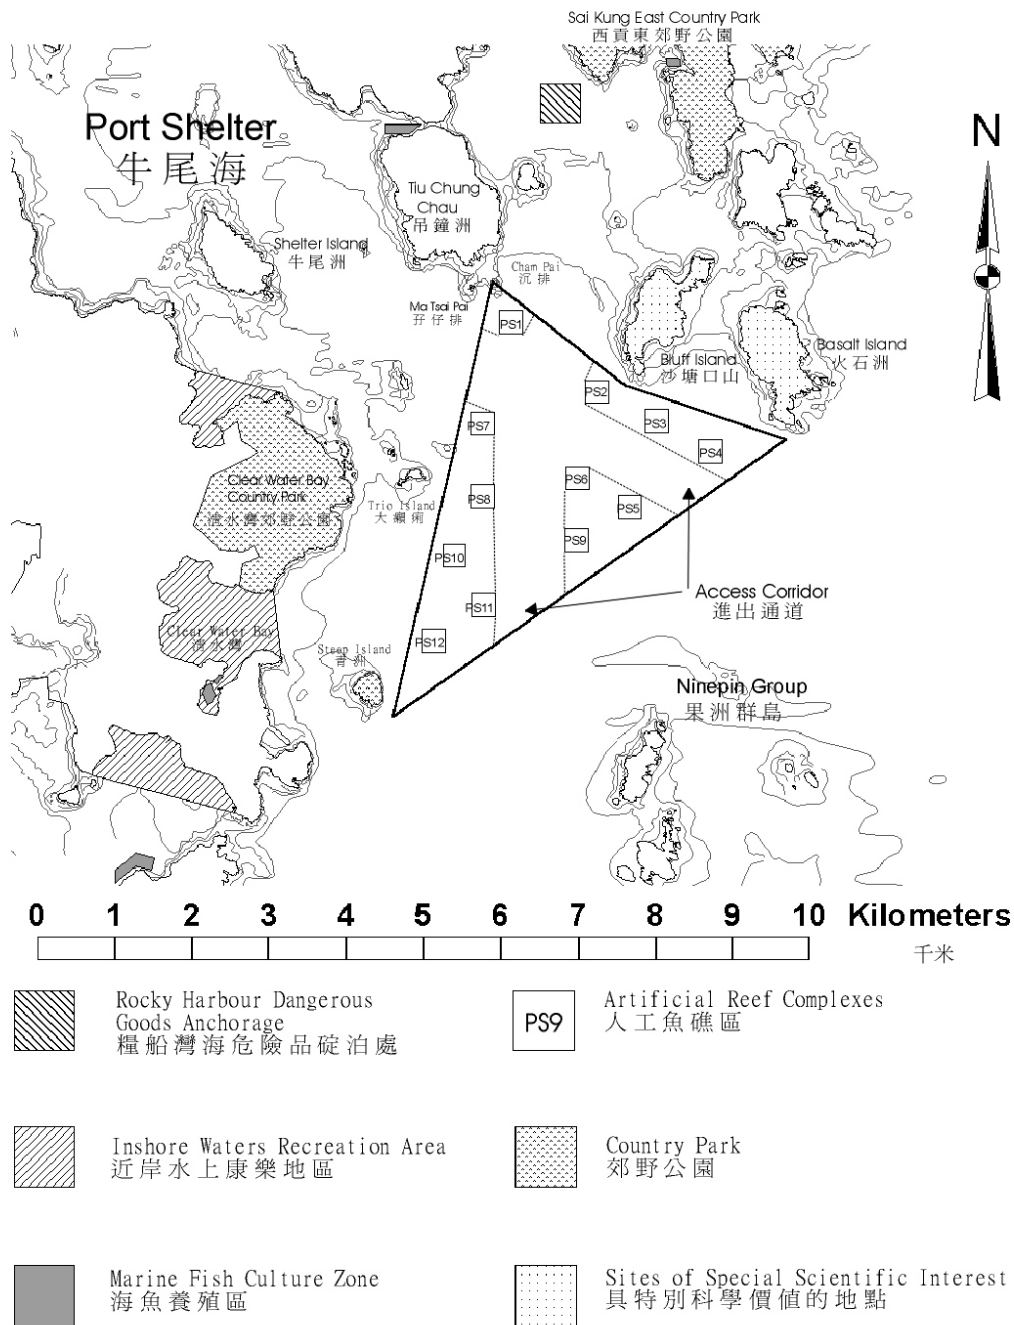 Sai Kung East Country Park
西貢東郊野公園
Port Shelter
牛尾海
N
Tiu Chung
Chau
吊鐘洲
Shelter Island
牛尾洲
Cham Pai
沉排
Ma Tsai Pai
孖仔排
PS1
Basalt Island
火石洲
Bluff Island
沙塘口山
PS2
PS3
PS4
PS7
PS6
PS8
PS5
PS9
PS10
PS11
PS12
Clear Water Bay
Country Park
清水灣郊野公園
Trio Island
大癩痢
Access Corridor
進出通道
Clear Water Bay
清水灣
Steep Island
青洲
Ninepin Group
果洲群島
0 1 2 3 4 5 6 7 8 9 10 Kilometers
千米
Rocky Harbour Dangerous
Goods Anchorage
糧船灣海危險品碇泊處
PS9
Artificial Reef Complexes
人工魚礁區
Inshore Waters Recreation Area
近岸水上康樂地區
Country Park
郊野公園
Marine Fish Culture Zone
海魚養殖區
Sites of Special Scientific Interest
具特別科學價值的地點